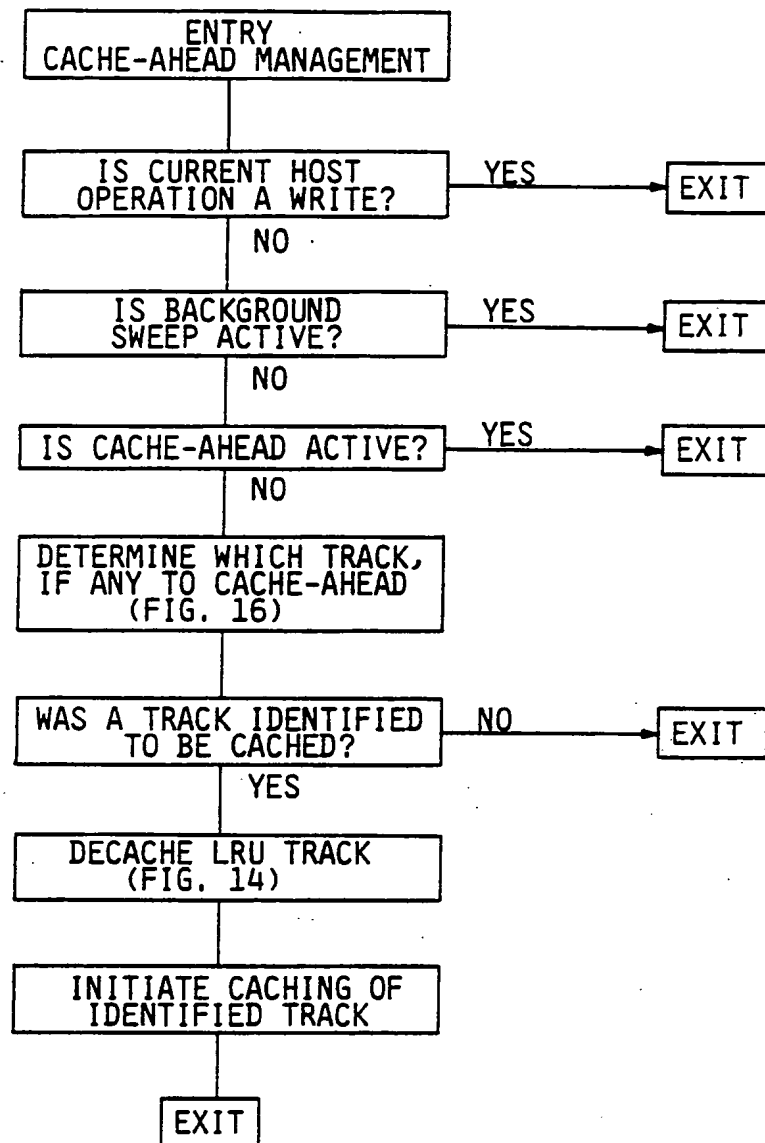 ENTRY
CACHE-AHEAD MANAGEMENT
IS CURRENT HOST
OPERATION A WRITE?
YES
EXIT
NO
IS BACKGROUND
SWEEP ACTIVE?
YES
EXIT
NO
IS CACHE-AHEAD ACTIVE?
YES
EXIT
NO
DETERMINE WHICH TRACK,
IF ANY TO CACHE-AHEAD
(FIG. 16)
WAS A TRACK IDENTIFIED
TO BE CACHED?
NO
EXIT
YES
DECACHE LRU TRACK
(FIG. 14)
INITIATE CACHING OF
IDENTIFIED TRACK
EXIT